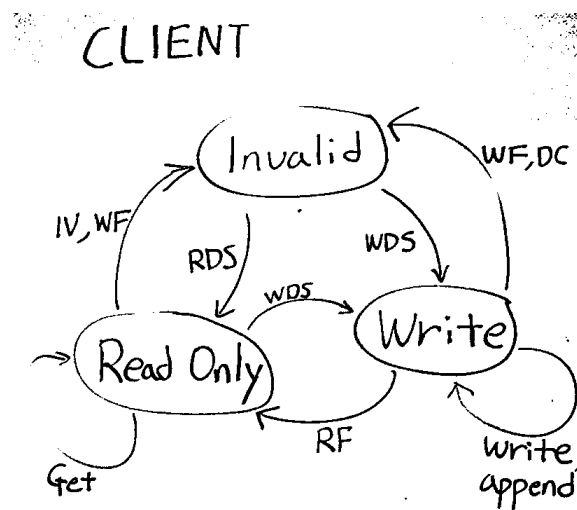 CLIENT
Invalid
WF,DC
IV,WF
RDS
WDS
WDS
Write
Read Only
RF
Get
Write
append